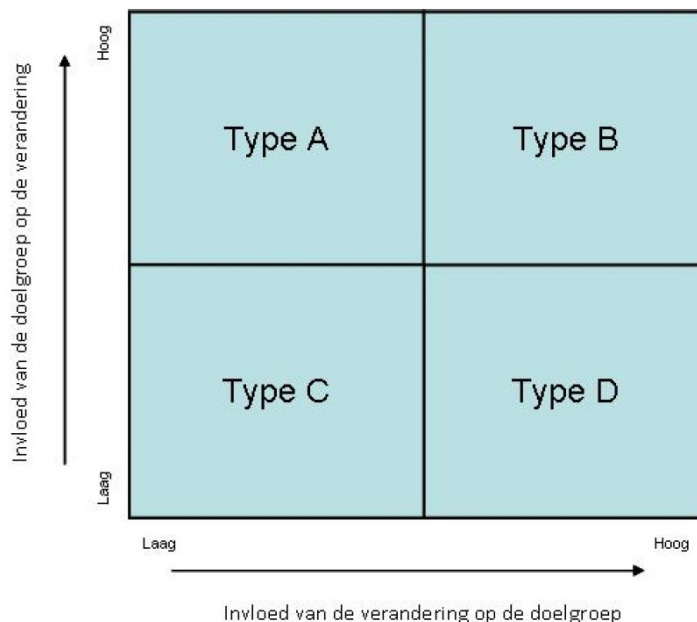 Hoog
Invloed van de doelgroep op de verandering
Type A
Type B
Type C
Type D
Laag
Laag
Hoog
Invloed van de verandering op de doelgroep